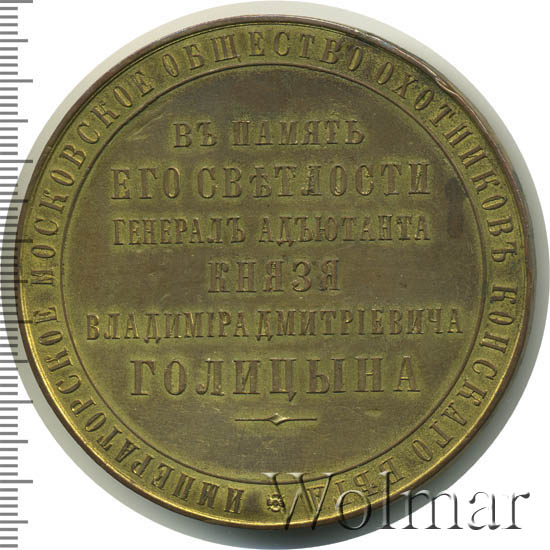 ИМПЕРАТОРСКОЕ МОСКОВСКОЕ ОБЩЕСТВО ОХОТНИКОВЪ КОНСКАГО БѢГА
ВЪ ПАМЯТЬ
ЕГО СВѢТЛОСТИ
ГЕНЕРАЛЪ АДЪЮТАНТА
КНЯЗЯ
ВЛАДИМІРА ДМИТРІЕВИЧА
ГОЛИЦЫНА
Wolmar